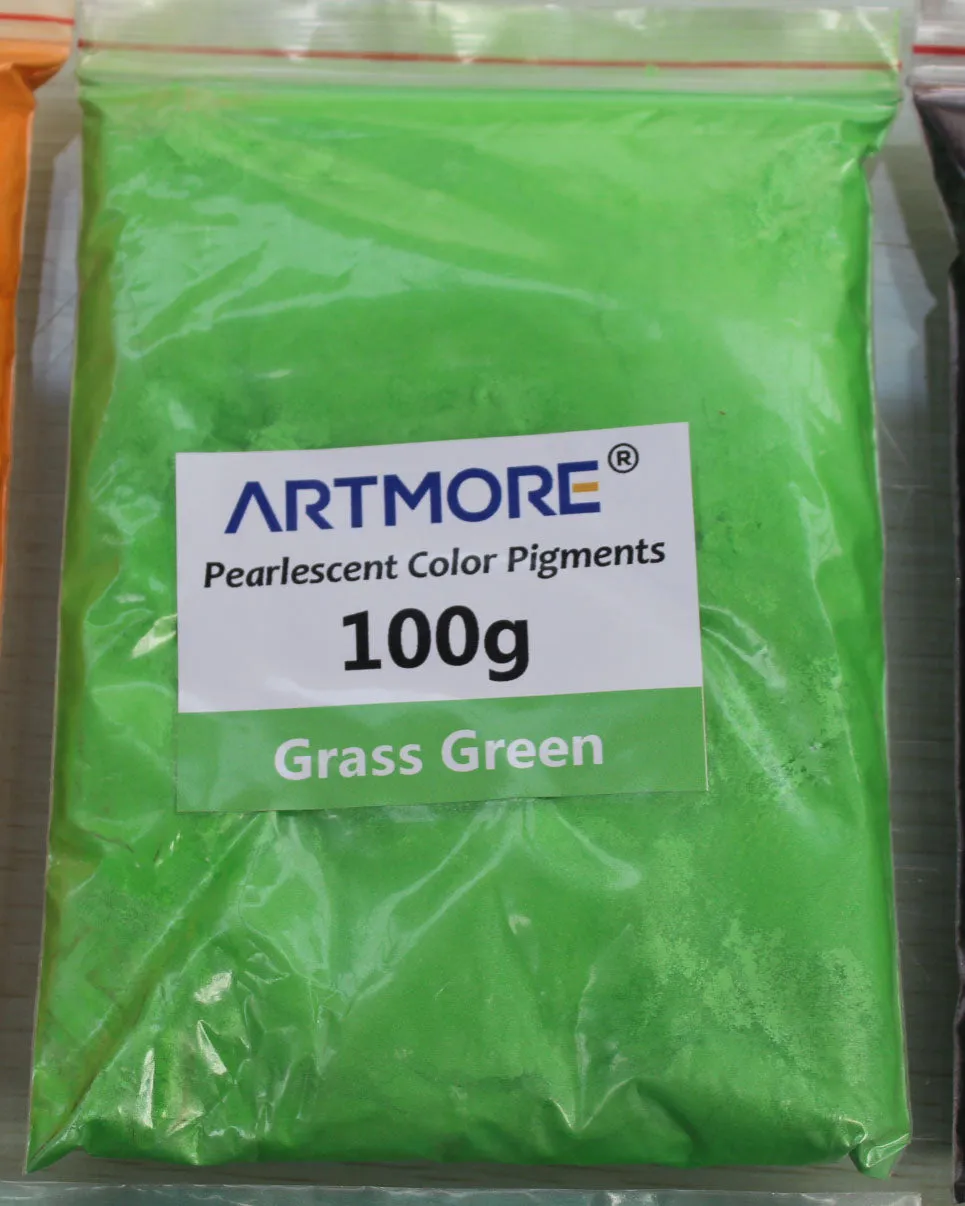 ARTMORE®
Pearlescent Color Pigments
100g
Grass Green